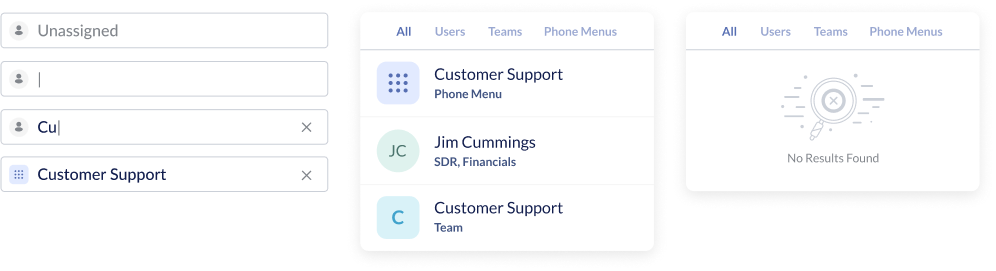 Unassigned
Cu
Customer Support
All Users Teams Phone Menus
Customer Support
Phone Menu
JC
Jim Cummings
SDR, Financials
C
Customer Support
Team
All Users Teams Phone Menus
No Results Found